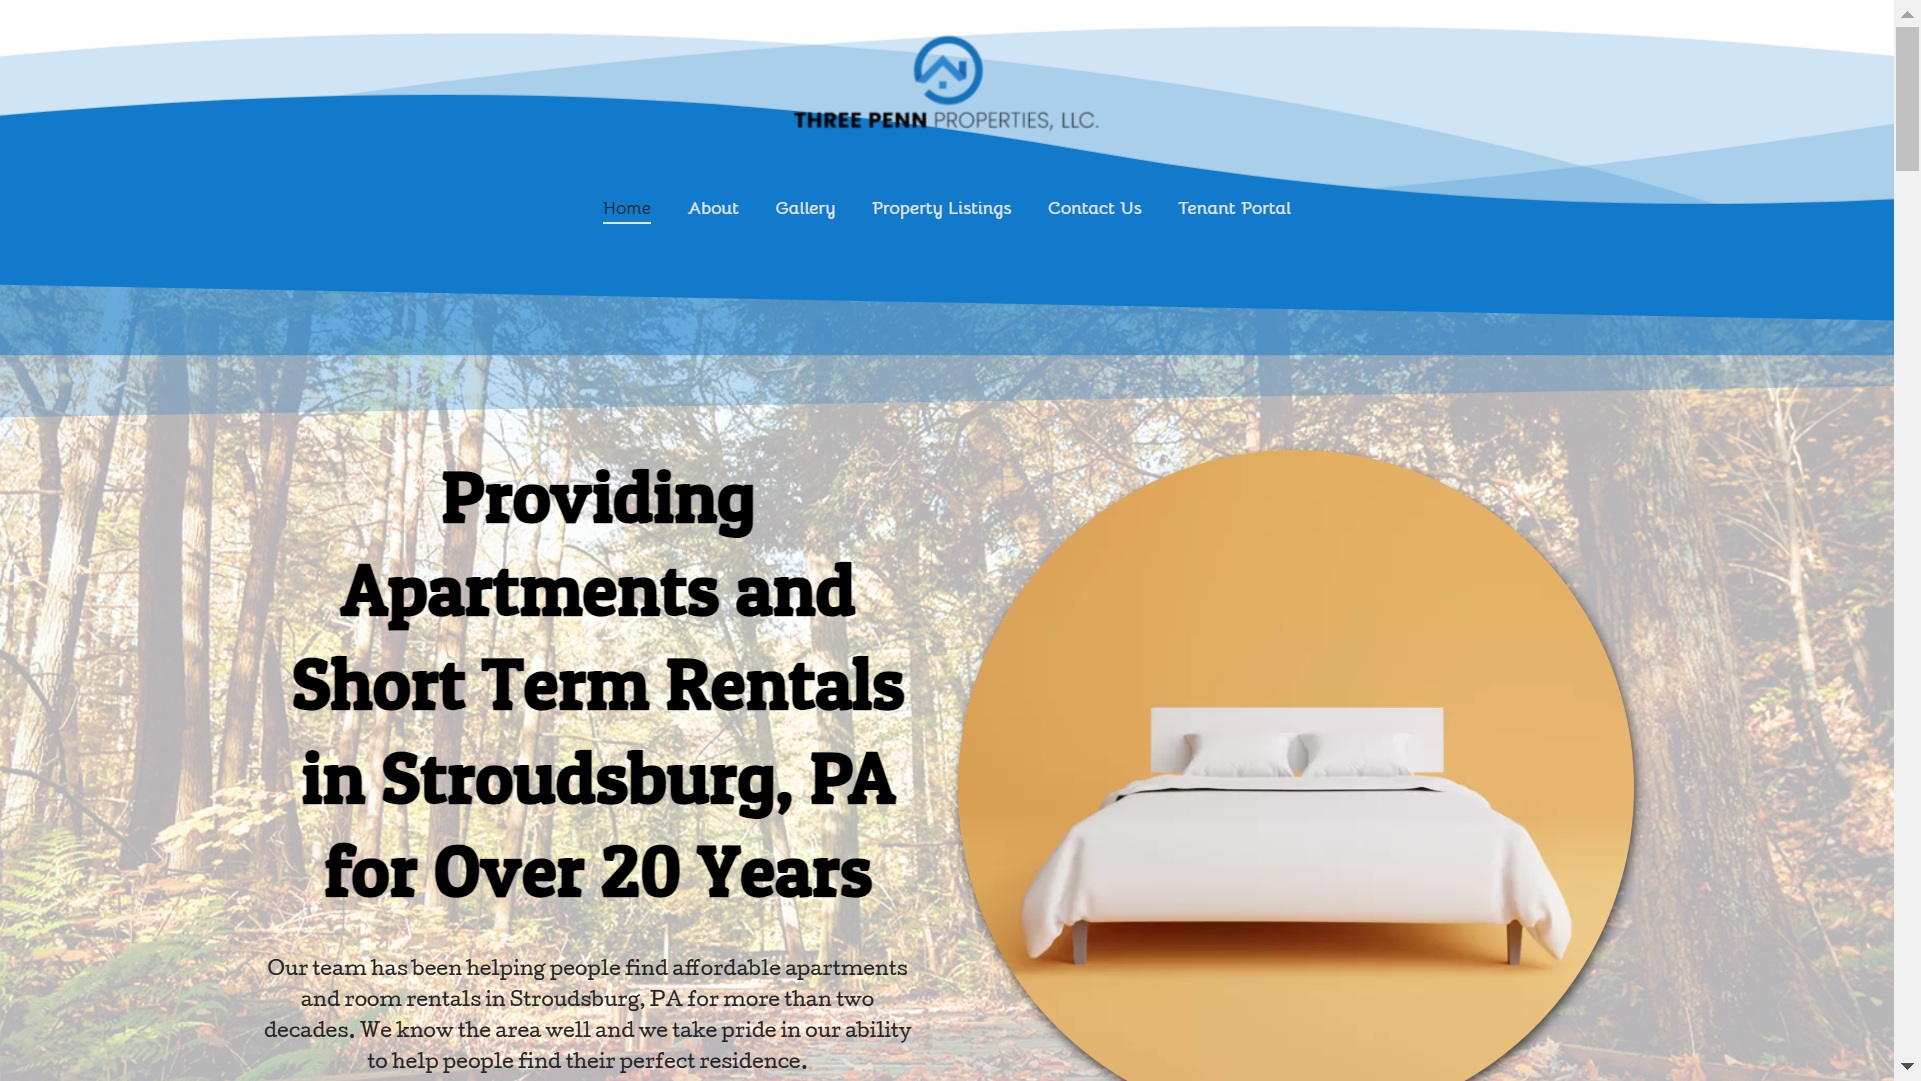 THREE PENN PROPERTIES, LLC.
Home About Gallery Property Listings Contact Us Tenant Portal
Providing
Apartments and
Short Term Rentals
in Stroudsburg, PA
for Over 20 Years
Our team has been helping people find affordable apartments
and room rentals in Stroudsburg, PA for more than two
decades. We know the area well and we take pride in our ability
to help people find their perfect residence.